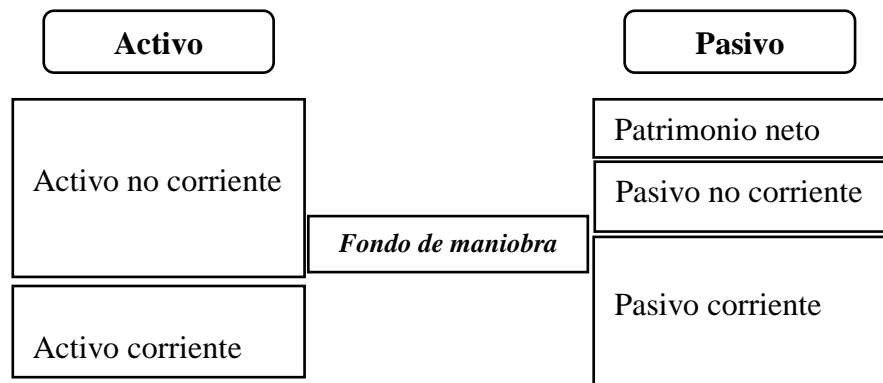 Activo
Pasivo
Activo no corriente
Patrimonio neto
Pasivo no corriente
Fondo de maniobra
Pasivo corriente
Activo corriente